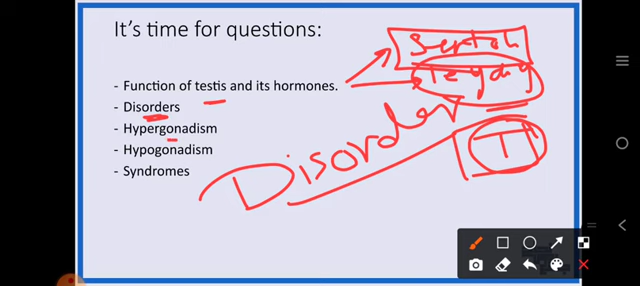 It's time for questions:
- Function of testis and its hormones.
- Disorders
- Hypergonadism
- Hypogonadism
- Syndromes
Sertoli
Leydig
Disorder
T